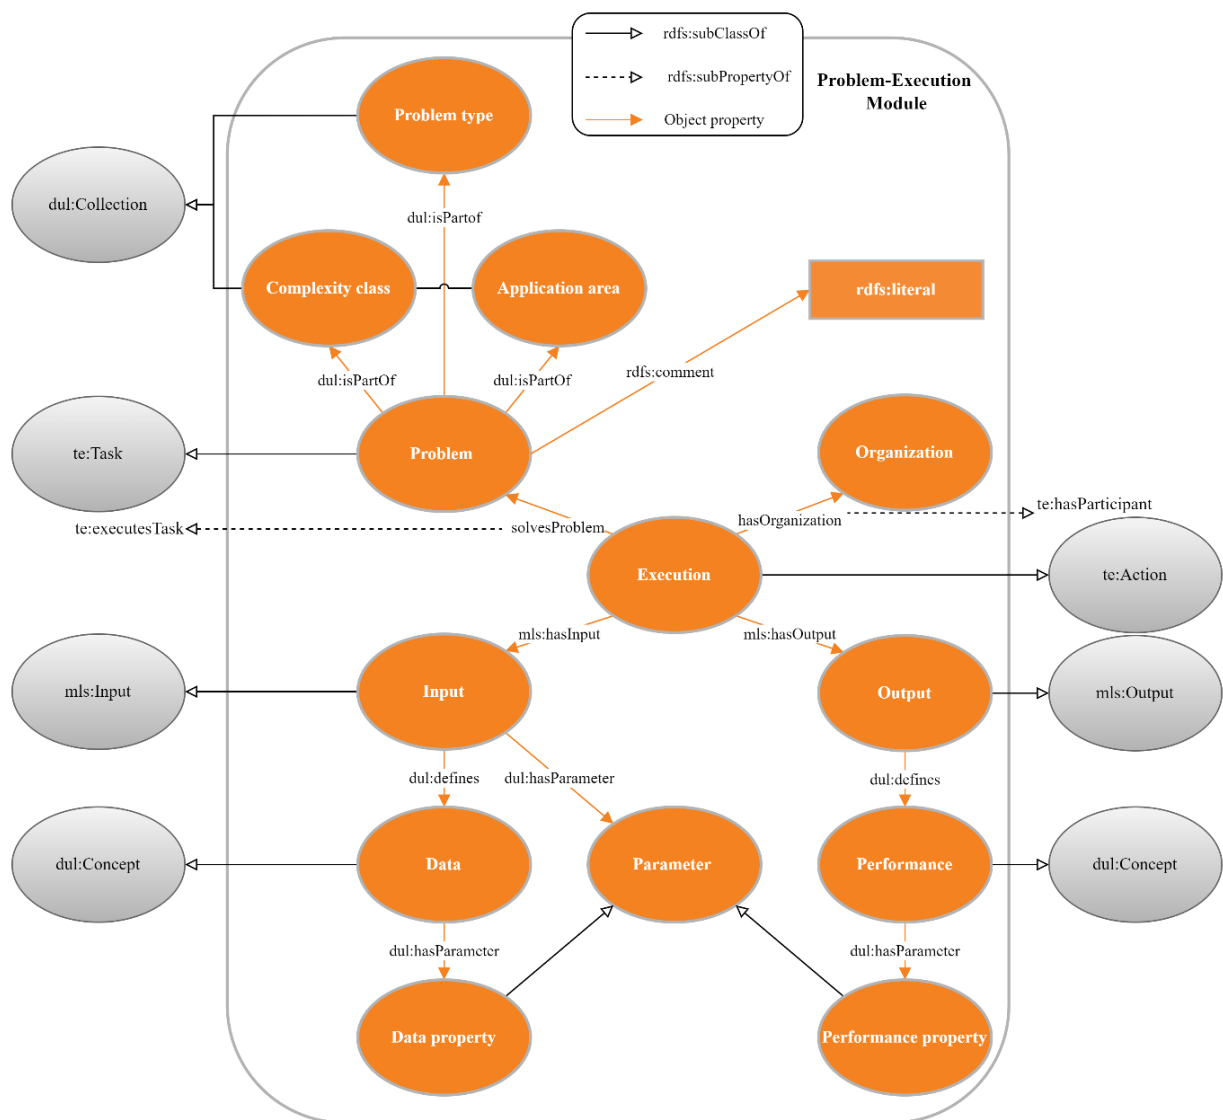 rdfs:subClassOf
rdfs:subPropertyOf
Object property
Problem-Execution
Module
Problem type
dul:Collection
dul:isPartof
Complexity class
Application area
rdfs:literal
rdfs:comment
dul:isPartOf
dul:isPartOf
te:Task
Problem
Organization
te:hasParticipant
te:executesTask
solvesProblem
hasOrganization
Execution
te:Action
mls:hasInput
mls:hasOutput
mls:Input
Input
Output
mls:Output
dul:defines
dul:hasParameter
dul:defines
dul:Concept
Data
Parameter
Performance
dul:Concept
dul:hasParameter
dul:hasParameter
Data property
Performance property